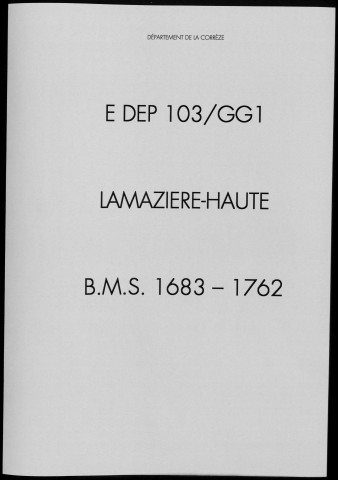 DÉPARTEMENT DE LA CORRÈZE
E DEP 103/GG1
LAMAZIERE-HAUTE
B.M.S. 1683 – 1762